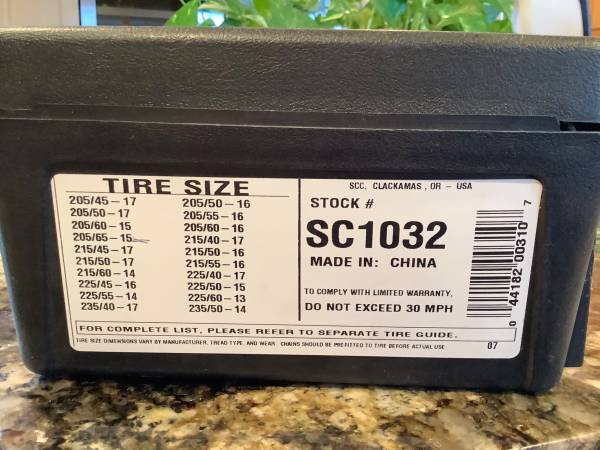 TIRE SIZE
205/45 – 17
205/50 – 17
205/60 – 15
205/65 – 15
215/45 – 17
215/50 – 17
215/60 – 14
225/45 – 16
225/55 – 14
235/40 – 17
205/50 – 16
205/55 – 16
205/60 – 16
215/40 – 17
215/50 – 16
215/55 – 16
225/40 – 17
225/50 – 15
225/60 – 13
235/50 – 14
SCC, CLACKAMAS , OR – USA
STOCK #
SC1032
MADE IN: CHINA
TO COMPLY WITH LIMITED WARRANTY,
DO NOT EXCEED 30 MPH
0 44182 00310 7
FOR COMPLETE LIST, PLEASE REFER TO SEPARATE TIRE GUIDE.
TIRE SIZE DIMENSIONS VARY BY MANUFACTURER, TREAD TYPE, AND WEAR CHAINS SHOULD BE PREFITTED TO TIRE BEFORE ACTUAL USE
07